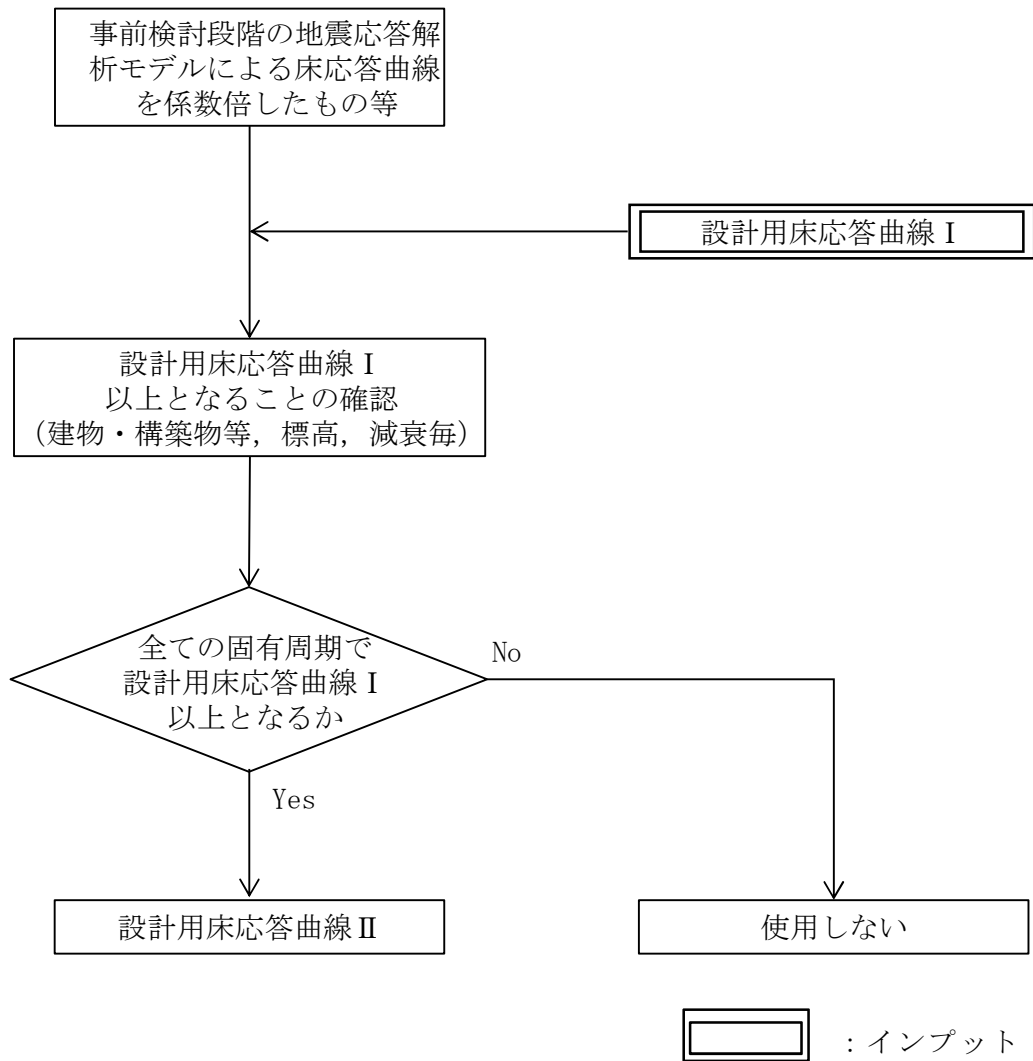 事前検討段階の地震応答解
析モデルによる床応答曲線
を係数倍したもの等
設計用床応答曲線Ⅰ
設計用床応答曲線Ⅰ
以上となることの確認
（建物・構築物等，標高，減衰毎）
全ての固有周期で
設計用床応答曲線Ⅰ
以上となるか
No
Yes
設計用床応答曲線Ⅱ
使用しない
：インプット